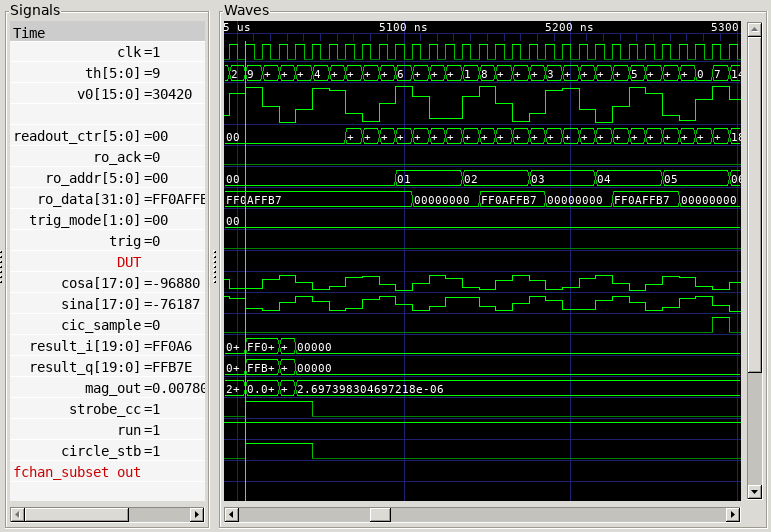 Signals
Time
clk=1
th[5:0]=9
v0[15:0]=30420
readout_ctr[5:0]=00
ro_ack=0
ro_addr[5:0]=00
ro_data[31:0]=FF0AFFB
trig_mode[1:0]=00
trig=0
DUT
cosa[17:0]=-96880
sina[17:0]=-76187
cic_sample=0
result_i[19:0]=FF0A6
result_q[19:0]=FFB7E
mag_out=0.00780
strobe_cc=1
run=1
circle_stb=1
fchan_subset out
Waves
5 us 5100 ns 5200 ns 5300
2 9 + + + 4 + + + + 6 + + + 1 8 + + + 3 + + + + 5 + + + 0 7 14
00 + + + + + + + + + + + + + + + + + + + + + + + 18
00 01 02 03 04 05 06
FF0AFFB7 00000000 FF0AFFB7 00000000 FF0AFFB7 00000000
00
0+ FF0+ + 00000
0+ FFB+ + 00000
2+ 0.0+ + 2.697398304697218e-06